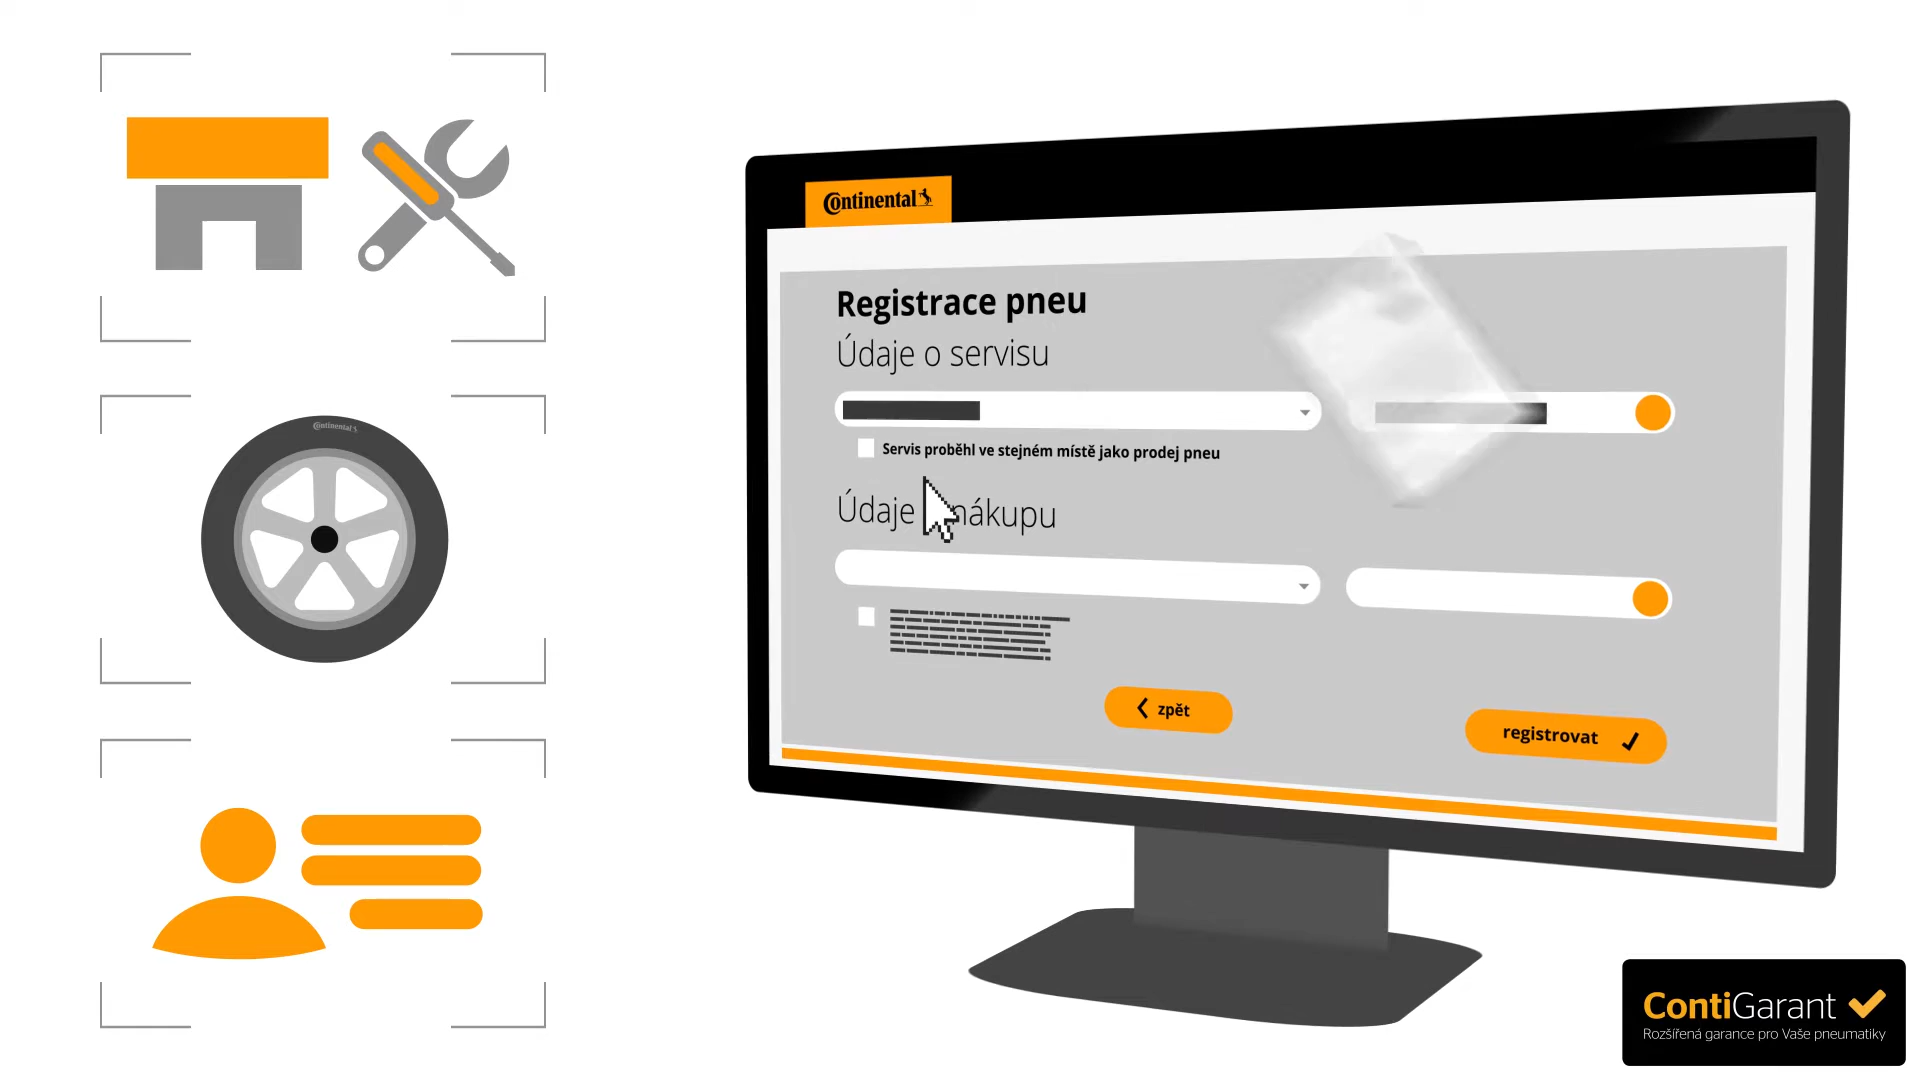 Continental
Continental
Registrace pneu
Údaje o servisu
Servis proběhl ve stejném místě jako prodej pneu
Údaje nákupu
zpět
registrovat
ContiGarant
Rozšířená garance pro Vaše pneumatiky